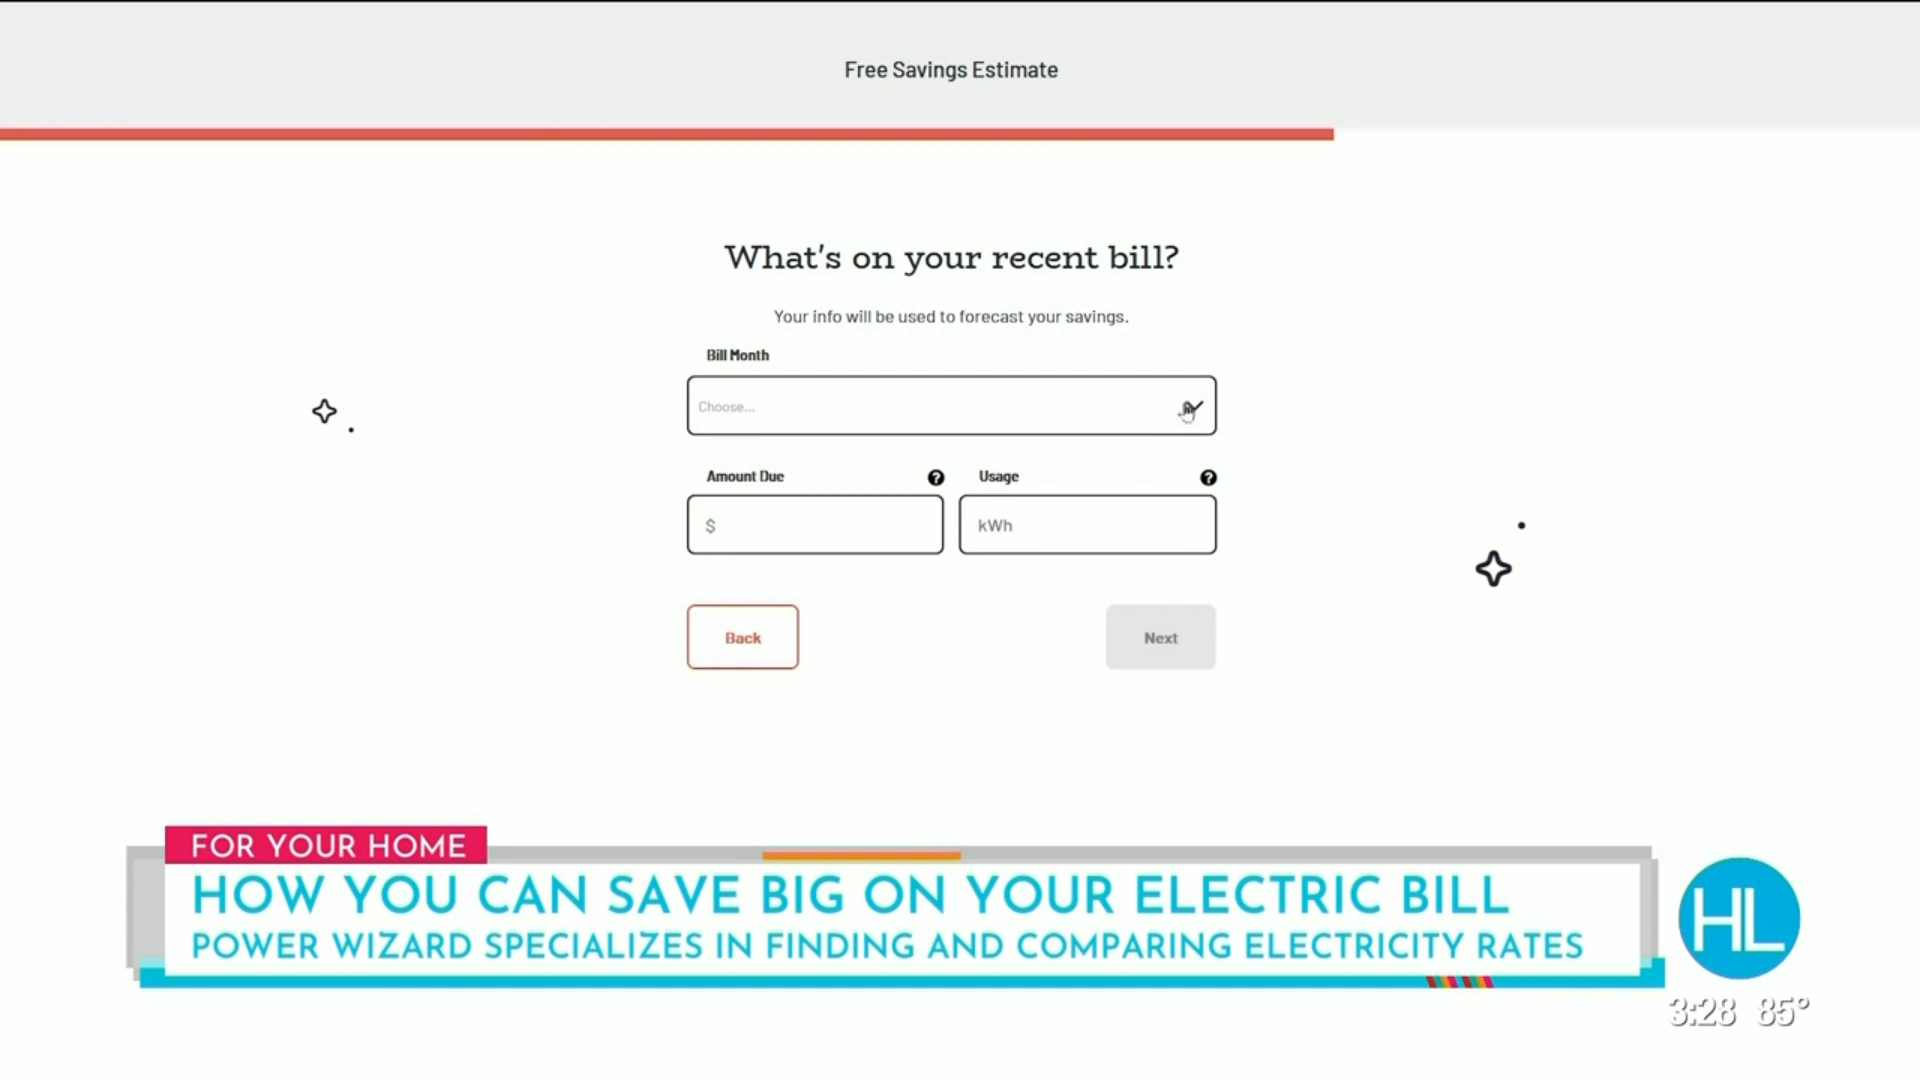 Free Savings Estimate
What's on your recent bill?
Your info will be used to forecast your savings.
Bill Month
Choose...
Amount Due ? Usage ?
$ kWh
Back Next
FOR YOUR HOME
HOW YOU CAN SAVE BIG ON YOUR ELECTRIC BILL
POWER WIZARD SPECIALIZES IN FINDING AND COMPARING ELECTRICITY RATES
HL
3:28 85°